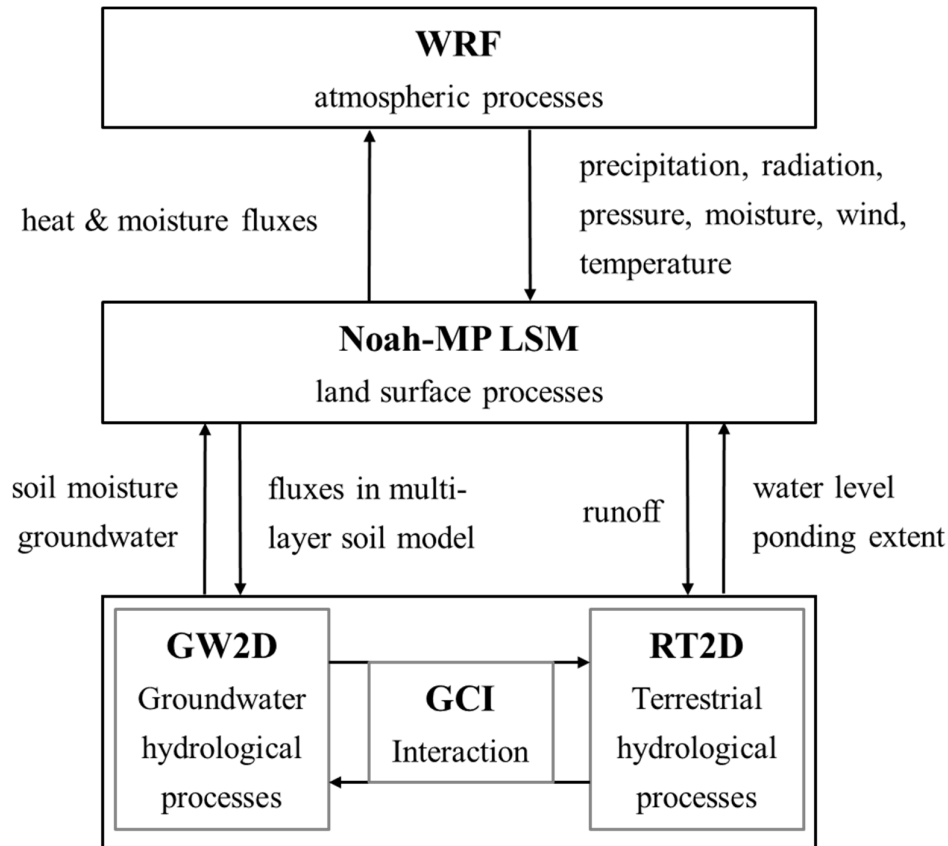 WRF
atmospheric processes
heat & moisture fluxes
precipitation, radiation,
pressure, moisture, wind,
temperature
Noah-MP LSM
land surface processes
soil moisture
groundwater
fluxes in multi-
layer soil model
runoff
water level
ponding extent
GW2D
Groundwater
hydrological
processes
GCI
Interaction
RT2D
Terrestrial
hydrological
processes